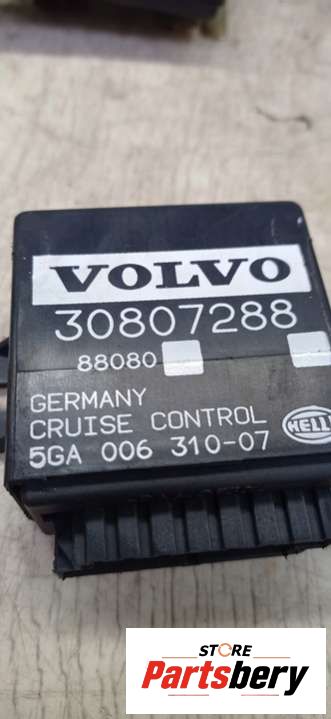 VOLVO
30807288
88080
GERMANY
CRUISE CONTROL
5GA 006 310-07
HELLA
STORE
Partsbery